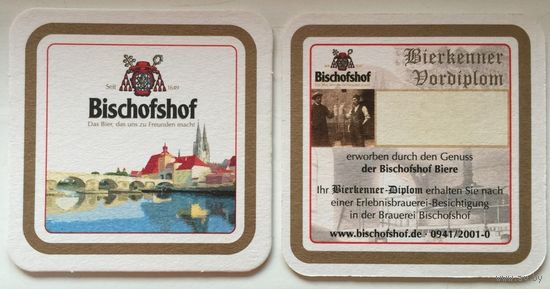 Seit 1649
Bischofshof
Das Bier, das uns zu Freunden macht!
Bierkenner
Vordiplom
Bischofshof
erworben durch den Genuss
der Bischofshof Biere
Ihr Bierkenner-Diplom erhalten Sie nach
einer Erlebnisbrauerei-Besichtigung
in der Brauerei Bischofshof
www.bischofshof.de · 0941/2001-0